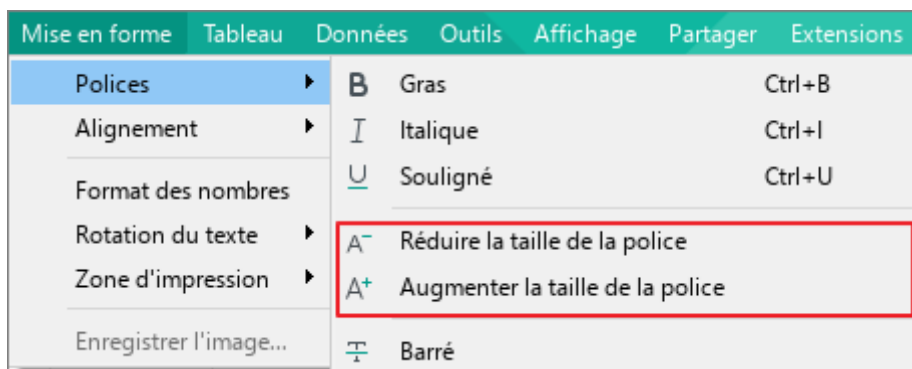 Mise en forme Tableau Données Outils Affichage Partager Extensions
Polices
Alignement
Format des nombres
Rotation du texte
Zone d'impression
Enregistrer l'image...
B Gras Ctrl+B
I Italique Ctrl+I
U Souligné Ctrl+U
A- Réduire la taille de la police
A+ Augmenter la taille de la police
T Barré